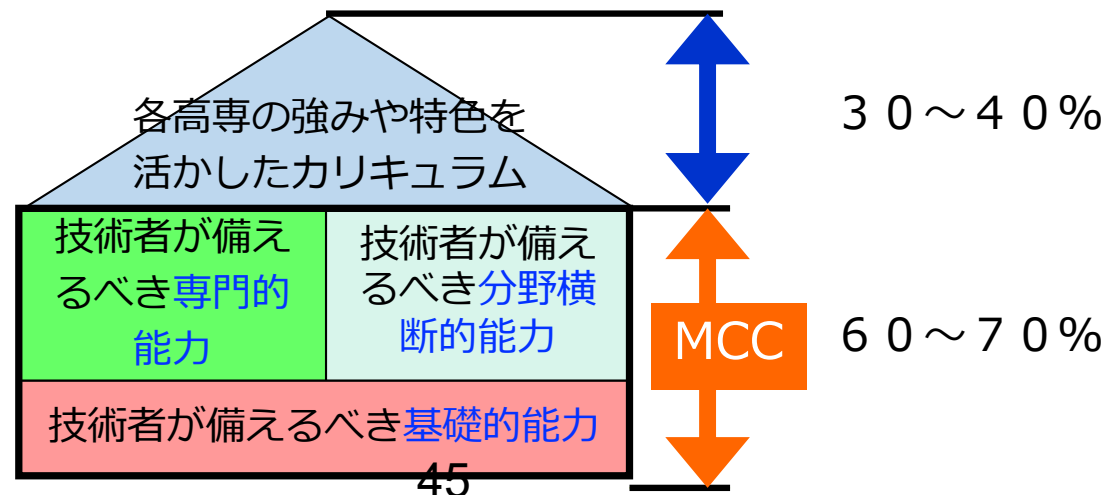 各高専の強みや特色を
活かしたカリキュラム
30～40%
技術者が備え
るべき専門的
能力
技術者が備え
るべき分野横
断的能力
MCC
60～70%
技術者が備えるべき基礎的能力
45